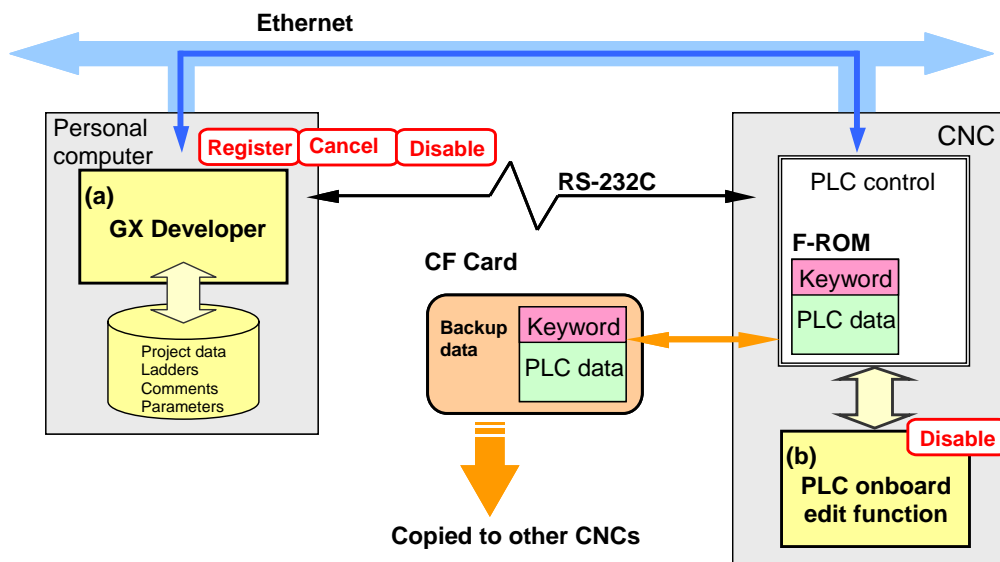 Ethernet
Personal
computer
Register
Cancel
Disable
CNC
(a)
GX Developer
RS-232C
PLC control
F-ROM
Keyword
PLC data
CF Card
Backup
data
Keyword
PLC data
Project data
Ladders
Comments
Parameters
Disable
(b)
PLC onboard
edit function
Copied to other CNCs